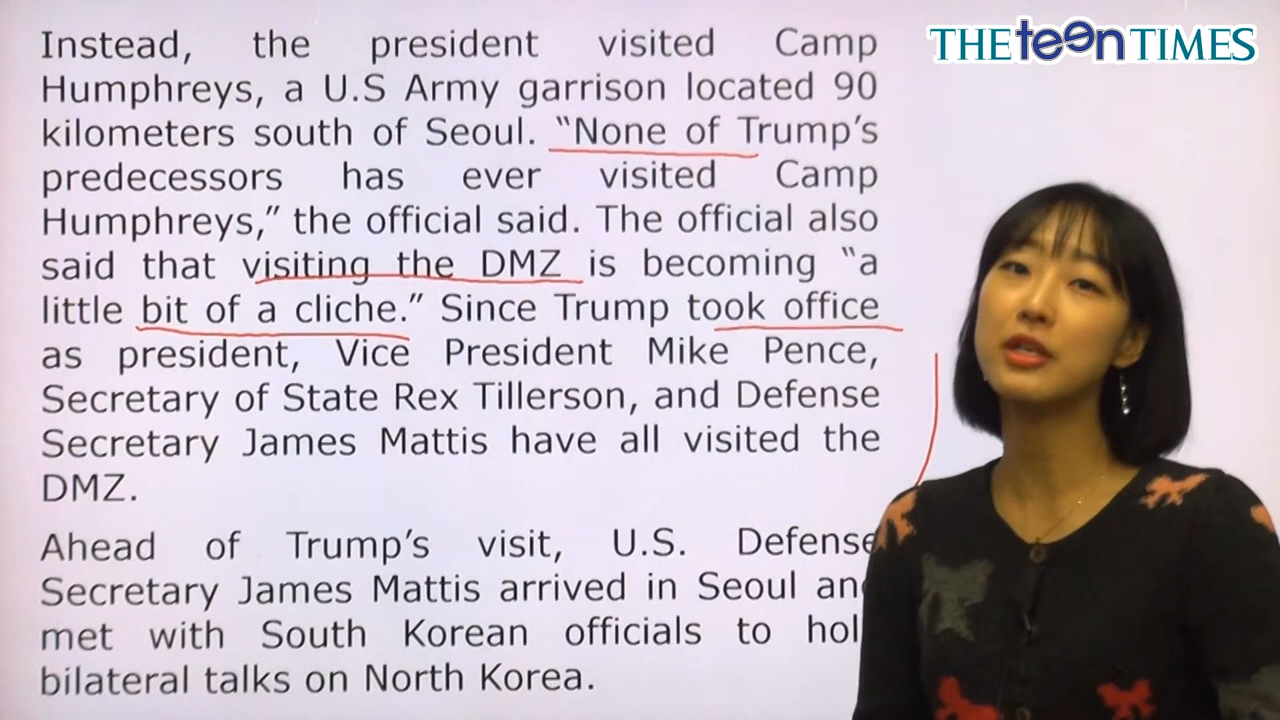 THE teen TIMES
Instead, the president visited Camp
Humphreys, a U.S Army garrison located 90
kilometers south of Seoul. “None of Trump’s
predecessors has ever visited Camp
Humphreys,” the official said. The official also
said that visiting the DMZ is becoming “a
little bit of a cliche.” Since Trump took office
as president, Vice President Mike Pence,
Secretary of State Rex Tillerson, and Defense
Secretary James Mattis have all visited the
DMZ.
Ahead of Trump’s visit, U.S. Defense
Secretary James Mattis arrived in Seoul and
met with South Korean officials to hol
bilateral talks on North Korea.